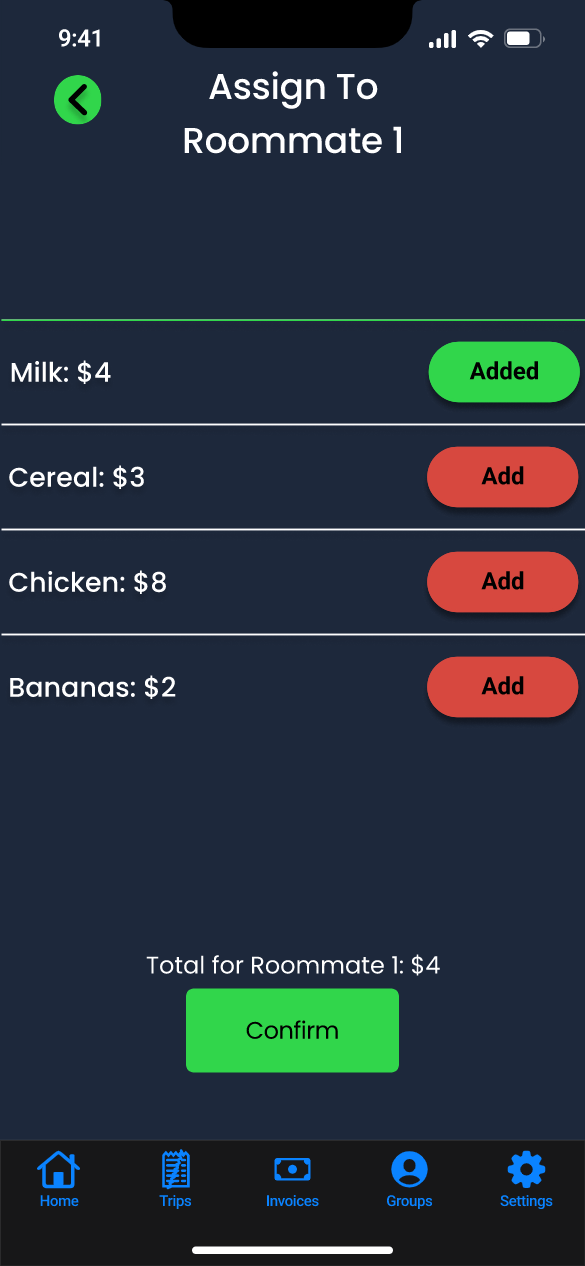 9:41
Assign To
Roommate 1
Milk: $4
Added
Cereal: $3
Add
Chicken: $8
Add
Bananas: $2
Add
Total for Roommate 1: $4
Confirm
Home
Trips
Invoices
Groups
Settings